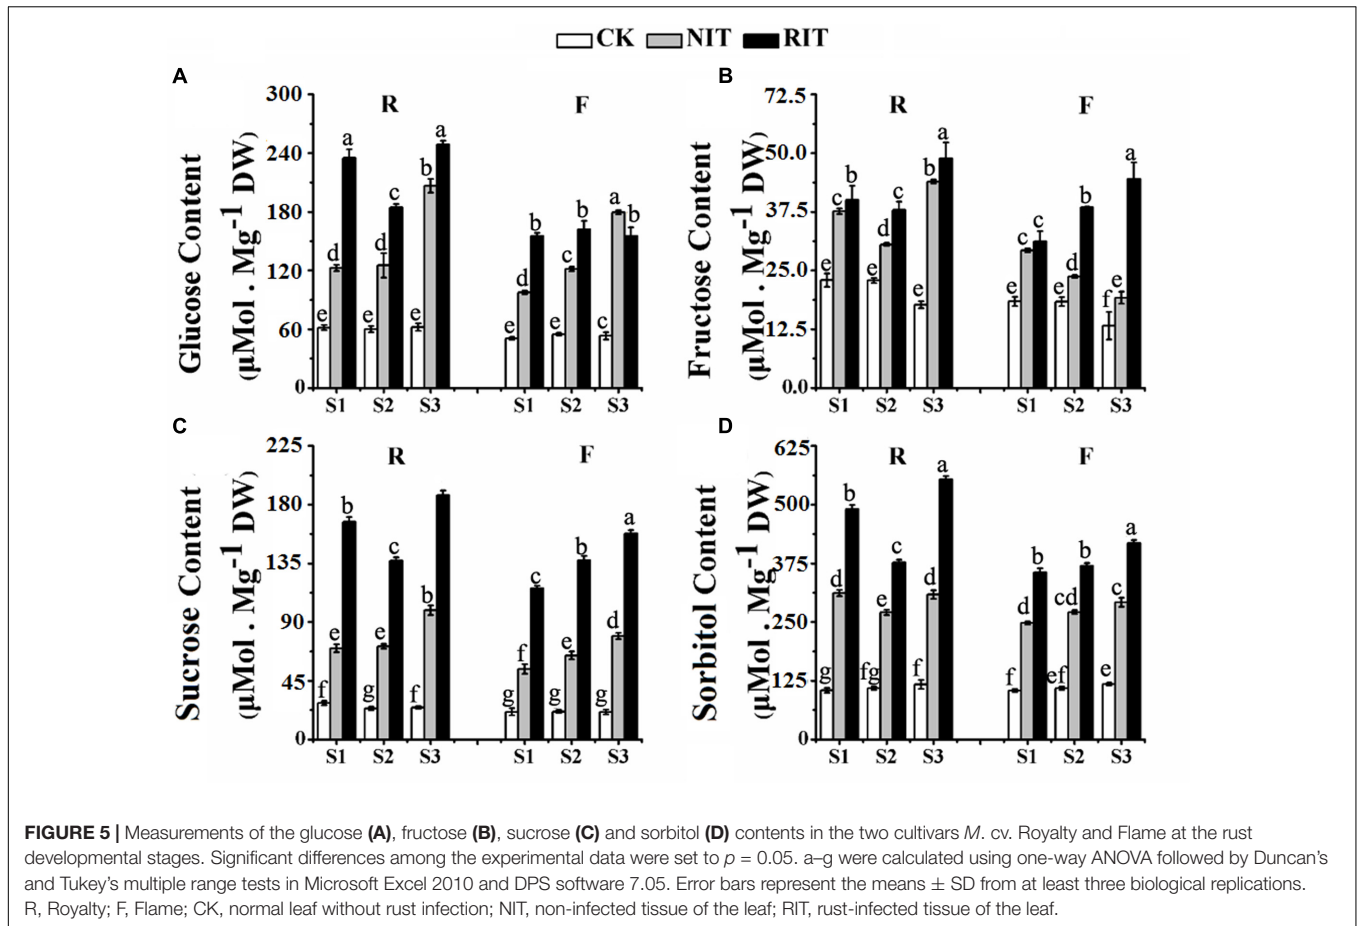 CK NIT RIT
A
Glucose Content
(µMol . Mg⁻¹ DW)
300
240
180
120
60
0
R F
e d a e d c e b a
e d b e c b c a b
S1 S2 S3 S1 S2 S3
B
Fructose Content
(µMol . Mg⁻¹ DW)
72.5
50.0
37.5
25.0
12.5
0.0
R F
e c b e d c e b a
e c c e d b f e a
S1 S2 S3 S1 S2 S3
C
Sucrose Content
(µMol . Mg⁻¹ DW)
225
180
135
90
45
0
R F
f e b g e c f b
g f c g e b g d a
S1 S2 S3 S1 S2 S3
D
Sorbitol Content
(µMol . Mg⁻¹ DW)
625
500
375
250
125
0
R F
g d b fg e c f d a
f d b ef cd b e c a
S1 S2 S3 S1 S2 S3
FIGURE 5 | Measurements of the glucose (A), fructose (B), sucrose (C) and sorbitol (D) contents in the two cultivars M. cv. Royalty and Flame at the rust
developmental stages. Significant differences among the experimental data were set to p = 0.05. a–g were calculated using one-way ANOVA followed by Duncan's
and Tukey's multiple range tests in Microsoft Excel 2010 and DPS software 7.05. Error bars represent the means ± SD from at least three biological replications.
R, Royalty; F, Flame; CK, normal leaf without rust infection; NIT, non-infected tissue of the leaf; RIT, rust-infected tissue of the leaf.